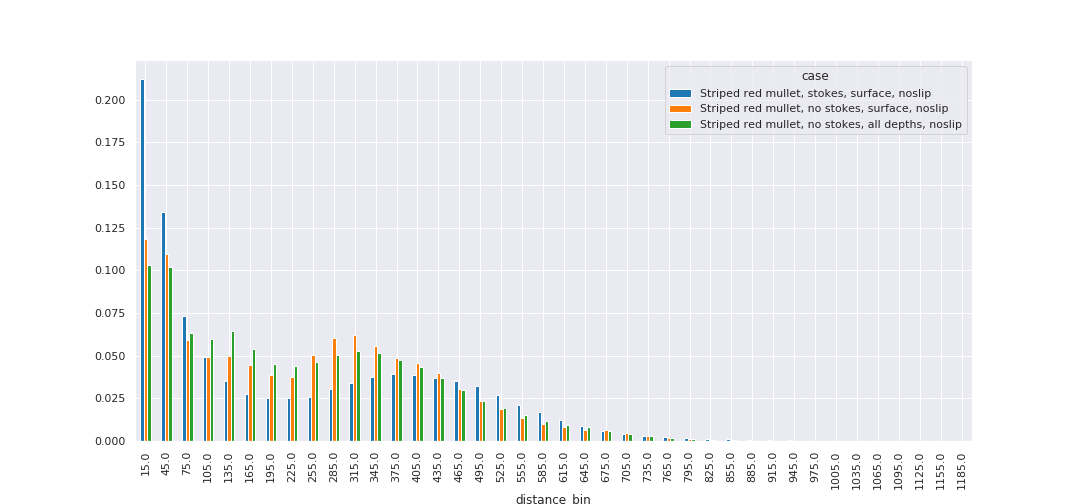 case
Striped red mullet, stokes, surface, noslip
Striped red mullet, no stokes, surface, noslip
Striped red mullet, no stokes, all depths, noslip
0.200
0.175
0.150
0.125
0.100
0.075
0.050
0.025
0.000
15.0 45.0 75.0 105.0 135.0 165.0 195.0 225.0 255.0 285.0 315.0 345.0 375.0 405.0 435.0 465.0 495.0 525.0 555.0 585.0 615.0 645.0 675.0 705.0 735.0 765.0 795.0 825.0 855.0 885.0 915.0 945.0 975.0 1005.0 1035.0 1065.0 1095.0 1125.0 1155.0 1185.0
distance_bin